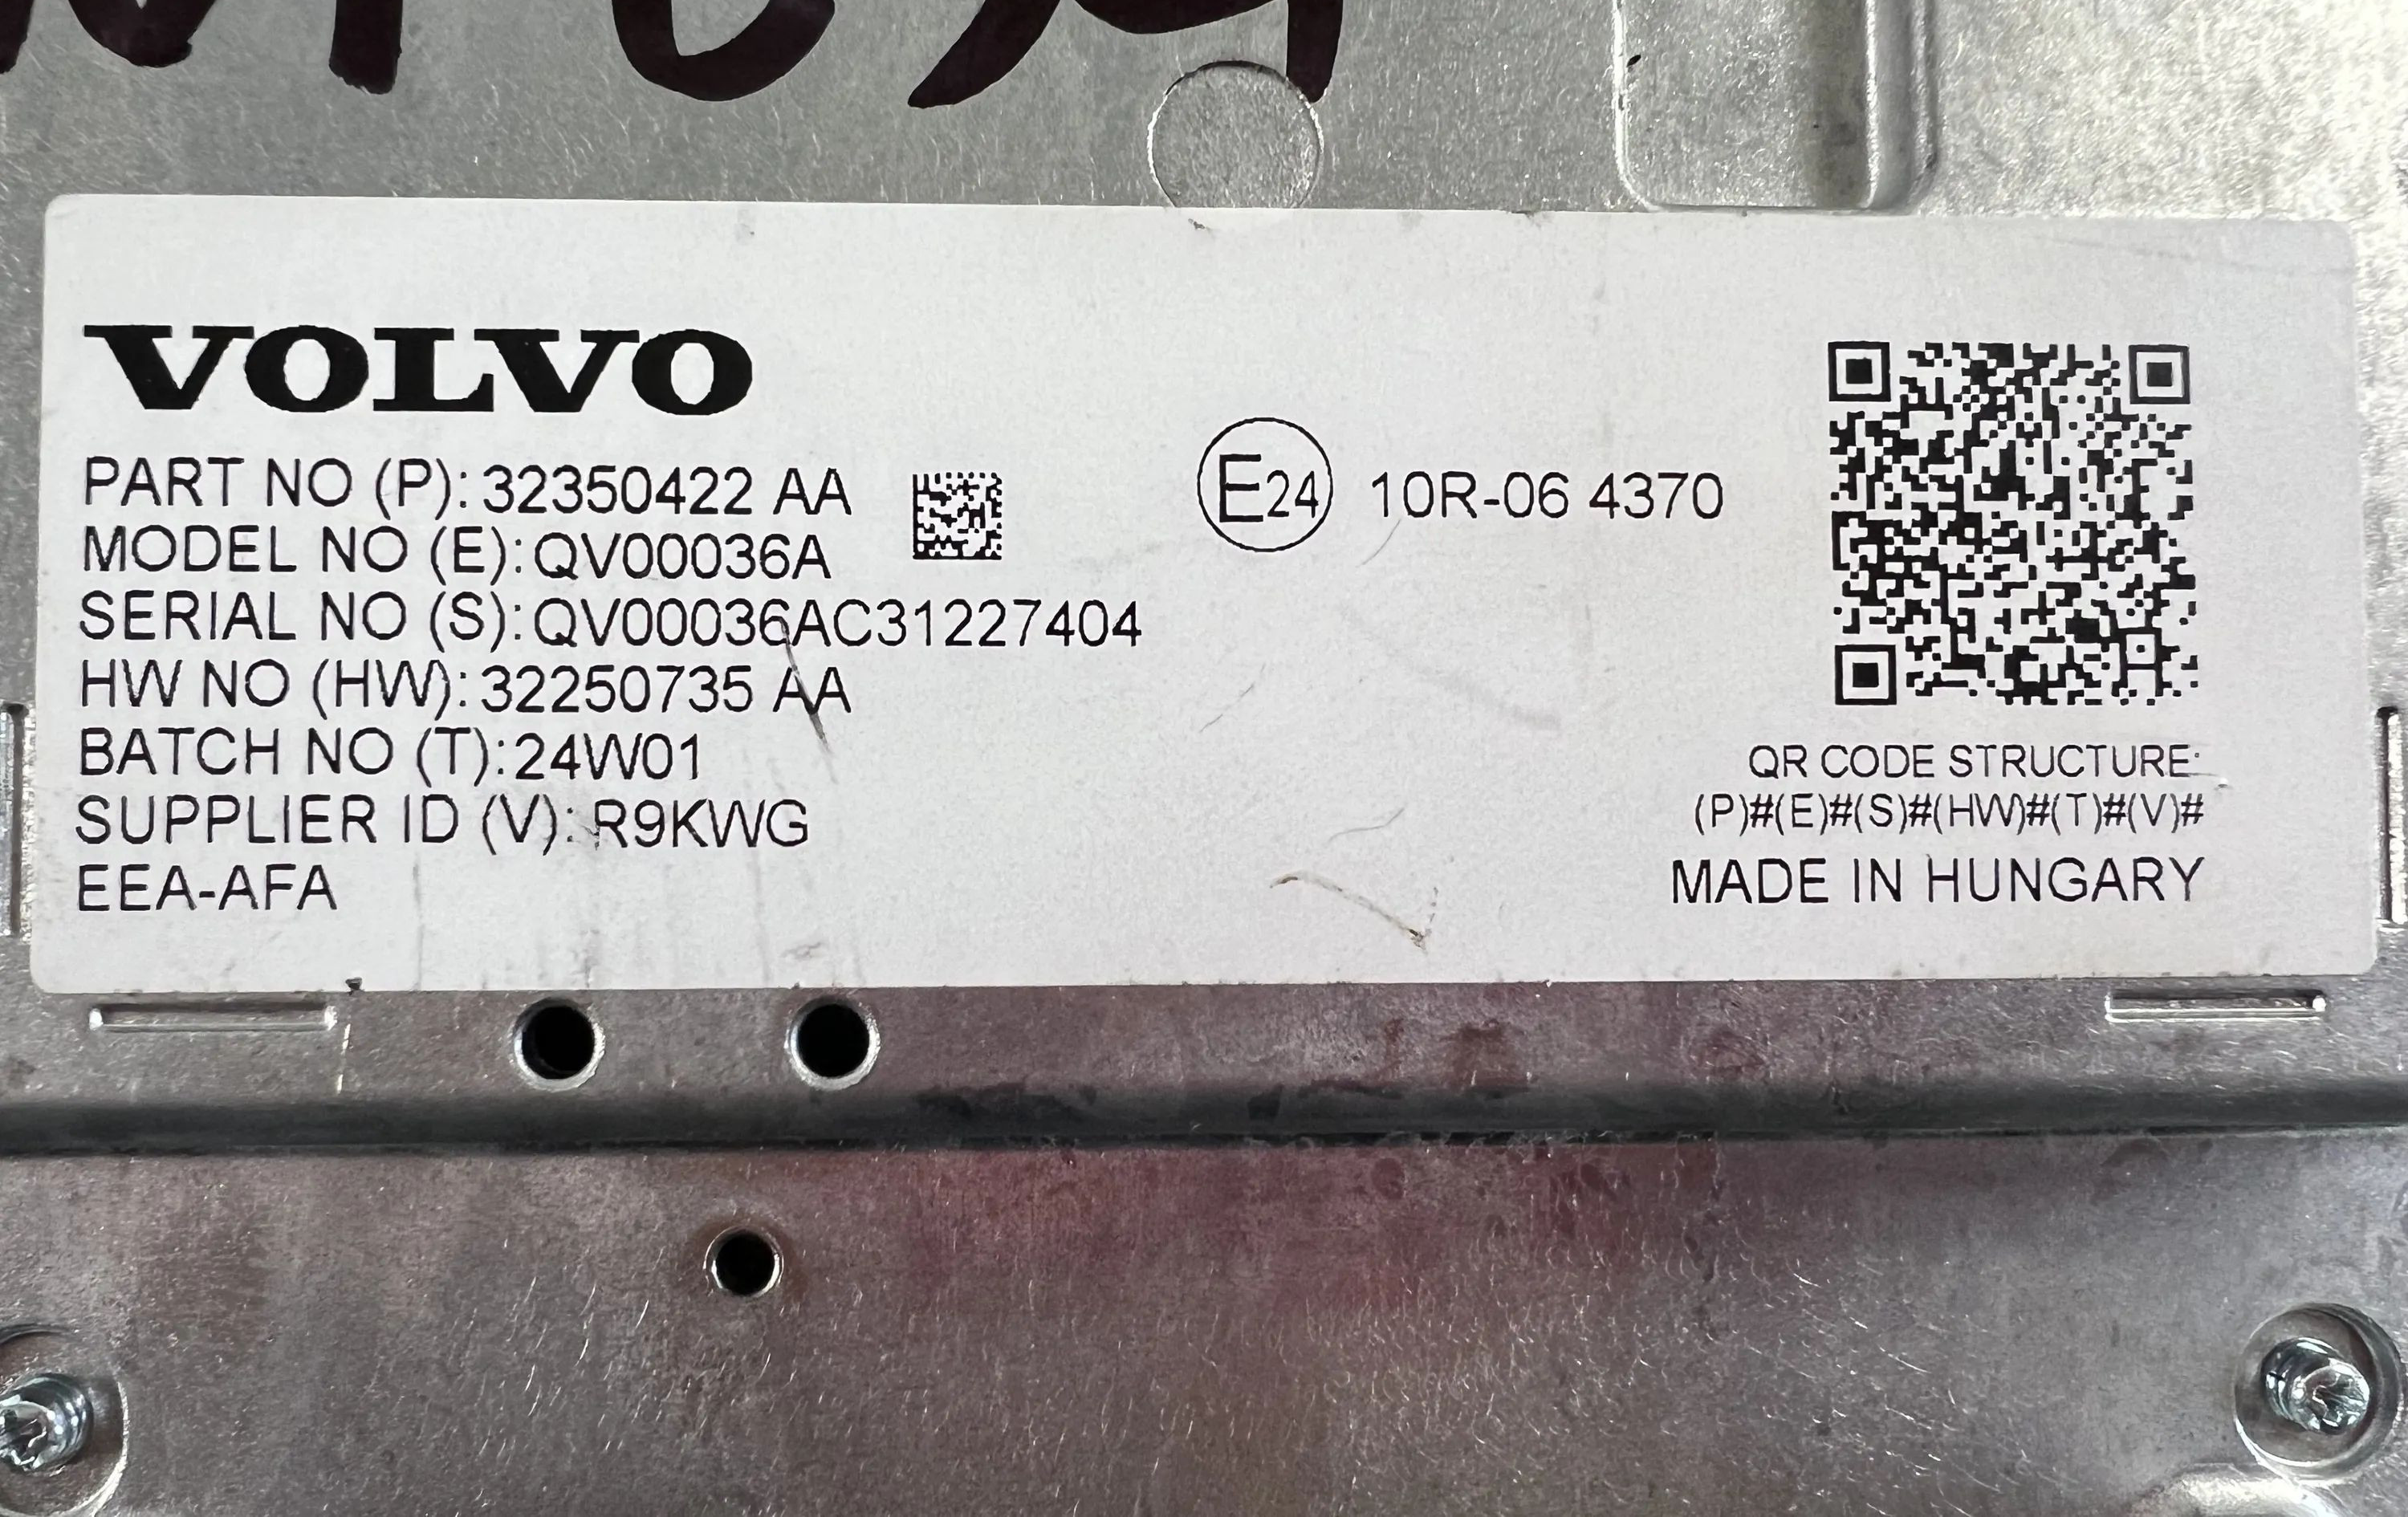 VOLVO
PART NO (P): 32350422 AA
MODEL NO (E): QV00036A
SERIAL NO (S): QV00036AC31227404
HW NO (HW): 32250735 AA
BATCH NO (T): 24W01
SUPPLIER ID (V): R9KWG
EEA-AFA
E24 10R-06 4370
QR CODE STRUCTURE:
(P)#(E)#(S)#(HW)#(T)#(V)#
MADE IN HUNGARY